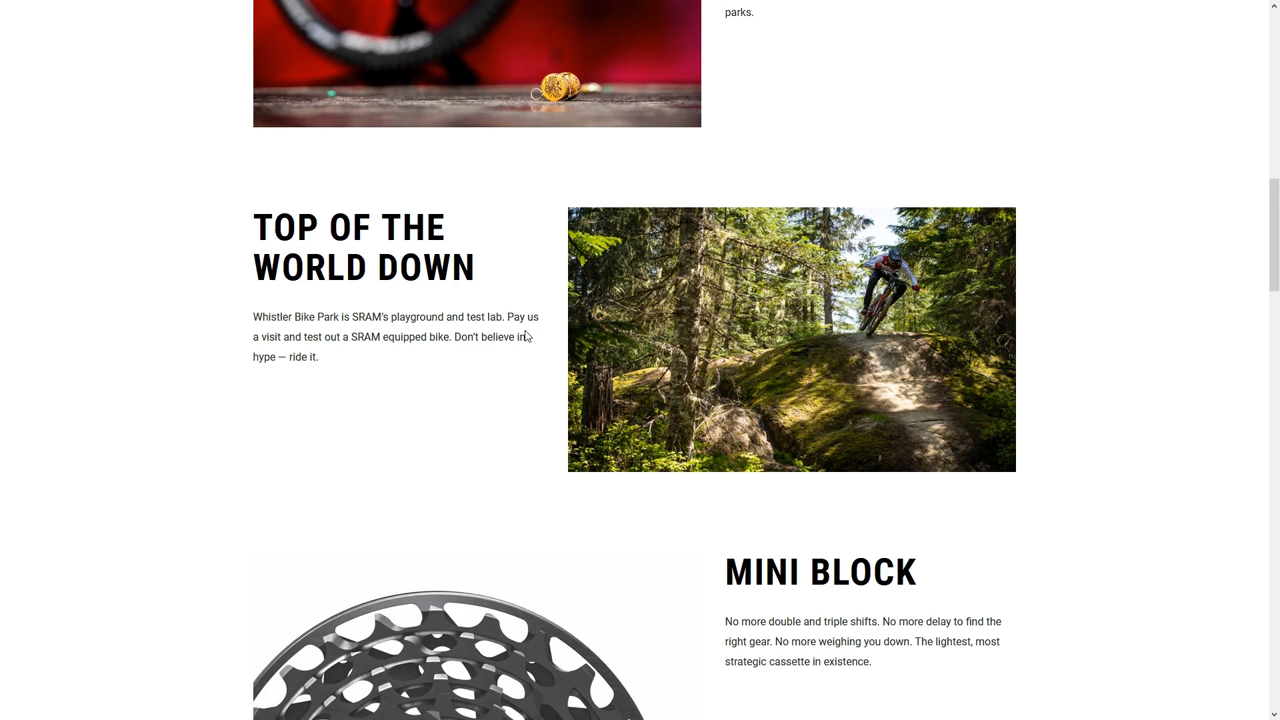 parks.
TOP OF THE
WORLD DOWN
Whistler Bike Park is SRAM's playground and test lab. Pay us
a visit and test out a SRAM equipped bike. Don't believe in
hype — ride it.
MINI BLOCK
No more double and triple shifts. No more delay to find the
right gear. No more weighing you down. The lightest, most
strategic cassette in existence.